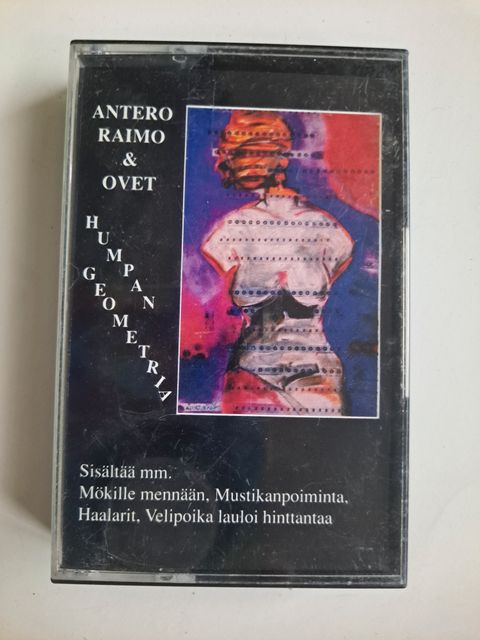 ANTERO
RAIMO
&
OVET
HUMPAN
GEOMETRIA
Sisältää mm.
Mökille mennään, Mustikanpoiminta,
Haalarit, Velipoika lauloi hinttantaa